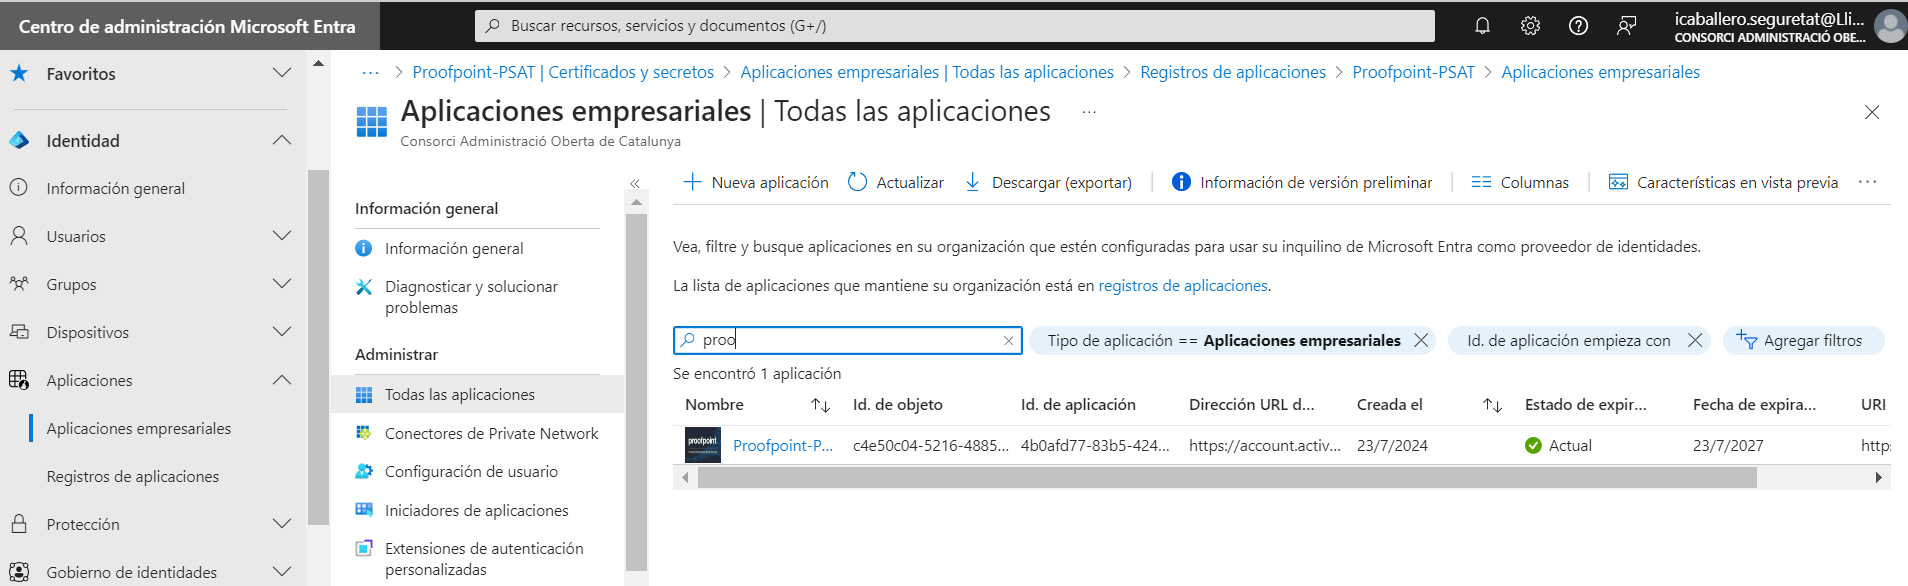 Centro de administración Microsoft Entra
Buscar recursos, servicios y documentos (G+/)
icaballero.seguretat@Lli...
CONSORCI ADMINISTRACIÓ OBE...
Favoritos
Identidad
Información general
Usuarios
Grupos
Dispositivos
Aplicaciones
Aplicaciones empresariales
Registros de aplicaciones
Protección
Gobierno de identidades
... > Proofpoint-PSAT | Certificados y secretos > Aplicaciones empresariales | Todas las aplicaciones > Registros de aplicaciones > Proofpoint-PSAT > Aplicaciones empresariales
Aplicaciones empresariales | Todas las aplicaciones ...
Consorci Administració Oberta de Catalunya
Información general
Información general
Diagnosticar y solucionar
problemas
Administrar
Todas las aplicaciones
Conectores de Private Network
Configuración de usuario
Iniciadores de aplicaciones
Extensiones de autenticación
personalizadas
Nueva aplicación Actualizar Descargar (exportar) Información de versión preliminar Columnas Características en vista previa ...
Vea, filtre y busque aplicaciones en su organización que estén configuradas para usar su inquilino de Microsoft Entra como proveedor de identidades.
La lista de aplicaciones que mantiene su organización está en registros de aplicaciones.
proo
Tipo de aplicación == Aplicaciones empresariales
Id. de aplicación empieza con
Agregar filtros
Se encontró 1 aplicación
Nombre Id. de objeto Id. de aplicación Dirección URL d... Creada el Estado de expir... Fecha de expira... URI
proofpoint Proofpoint-P... c4e50c04-5216-4885... 4b0afd77-83b5-424... https://account.activ... 23/7/2024 Actual 23/7/2027 https